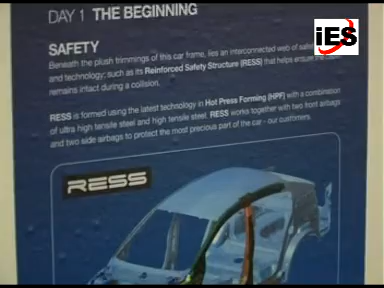 DAY 1 THE BEGINNING
iES
SAFETY
Beneath the plush trimmings of this car frame, lies an interconnected web of safety
and technology; such as its Reinforced Safety Structure (RESS) that helps ensure the
remains intact during a collision.
RESS is formed using the latest technology in Hot Press Forming (HPF) with a combination
of ultra high tensile steel and high tensile steel. RESS works together with two front airbags
and two side airbags to protect the most precious part of the car - our customers.
RESS